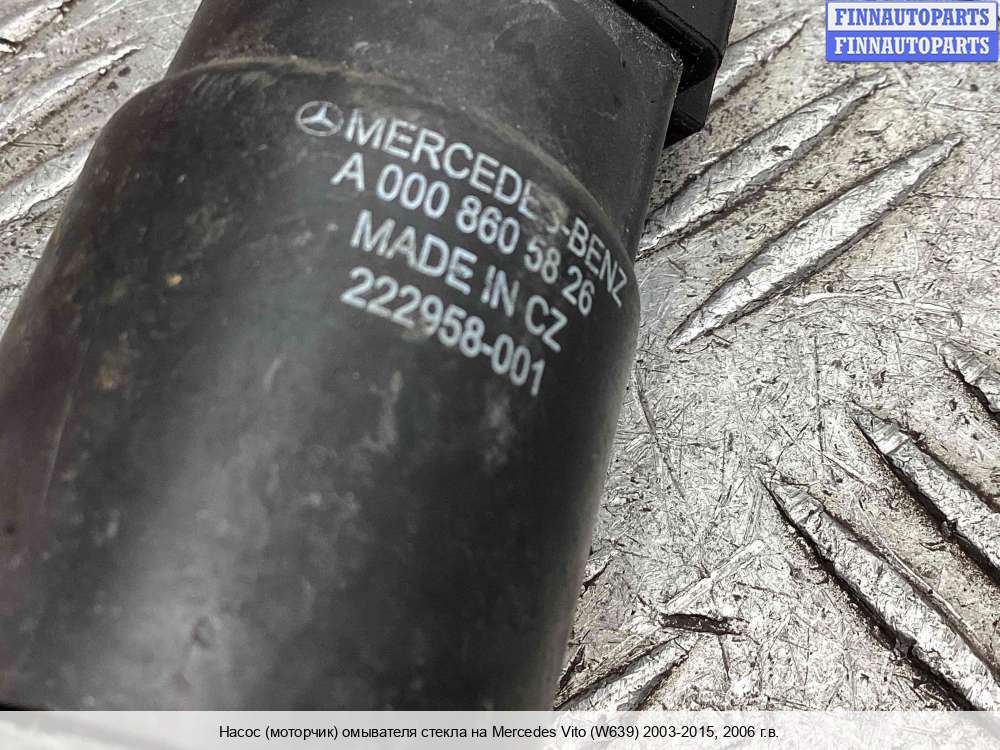 FINNAUTOPARTS
FINNAUTOPARTS
MERCEDES-BENZ
A 000 860 58 26
MADE IN CZ
222958-001
Насос (моторчик) омывателя стекла на Mercedes Vito (W639) 2003-2015, 2006 г.в.